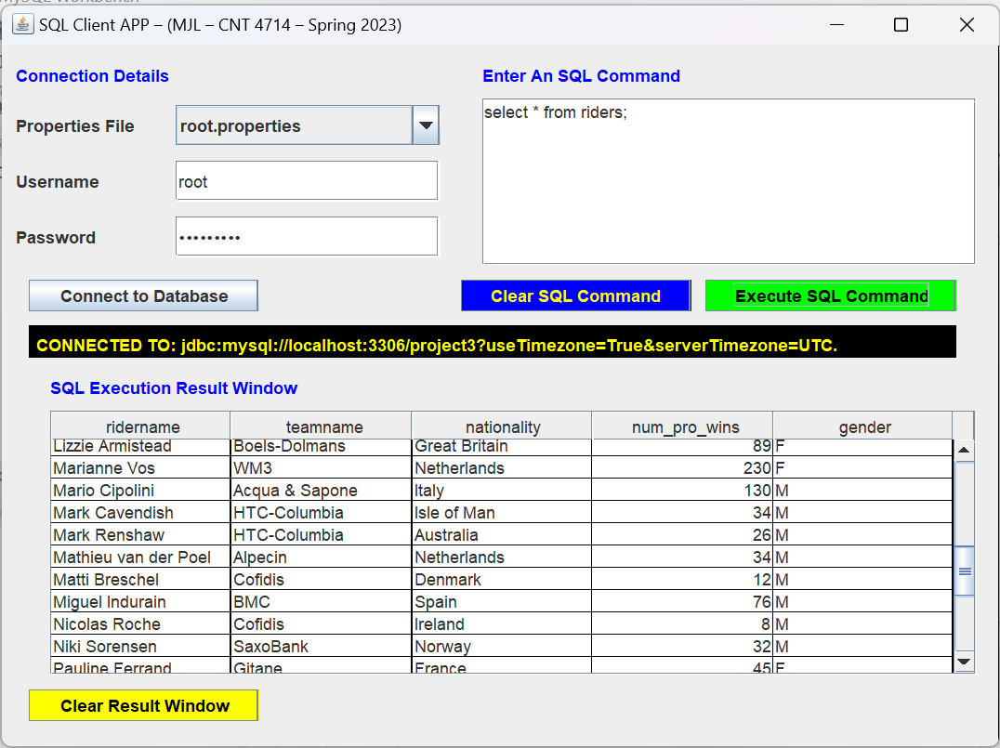 SQL Client APP – (MJL – CNT 4714 – Spring 2023)
Connection Details
Enter An SQL Command
Properties File
root.properties
select * from riders;
Username
root
Password
•••••••••
Connect to Database
Clear SQL Command
Execute SQL Command
CONNECTED TO: jdbc:mysql://localhost:3306/project3?useTimezone=True&serverTimezone=UTC.
SQL Execution Result Window
ridername teamname nationality num_pro_wins gender
Lizzie Armistead Boels-Dolmans Great Britain 89 F
Marianne Vos WM3 Netherlands 230 F
Mario Cipolini Acqua & Sapone Italy 130 M
Mark Cavendish HTC-Columbia Isle of Man 34 M
Mark Renshaw HTC-Columbia Australia 26 M
Mathieu van der Poel Alpecin Netherlands 34 M
Matti Breschel Cofidis Denmark 12 M
Miguel Indurain BMC Spain 76 M
Nicolas Roche Cofidis Ireland 8 M
Niki Sorensen SaxoBank Norway 32 M
Pauline Ferrand Gitane France 45 F
Clear Result Window